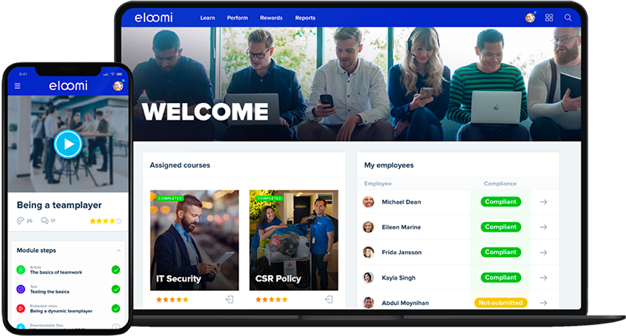 eloomi
Learn Perform Rewards Reports
WELCOME
Assigned courses
COMPLETED
IT Security
COMPLETED
CSR Policy
My employees
Employee Compliance
Michael Dean Compliant
Eileen Marine Compliant
Frida Jansson Compliant
Kayla Singh Compliant
Abdul Moynihan Not-submitted
eloomi
Being a teamplayer
25 17
Module steps
Article
The basics of teamwork
Test
Testing the basics
Embedded video
Being a dynamic teamplayer
Downloadable files